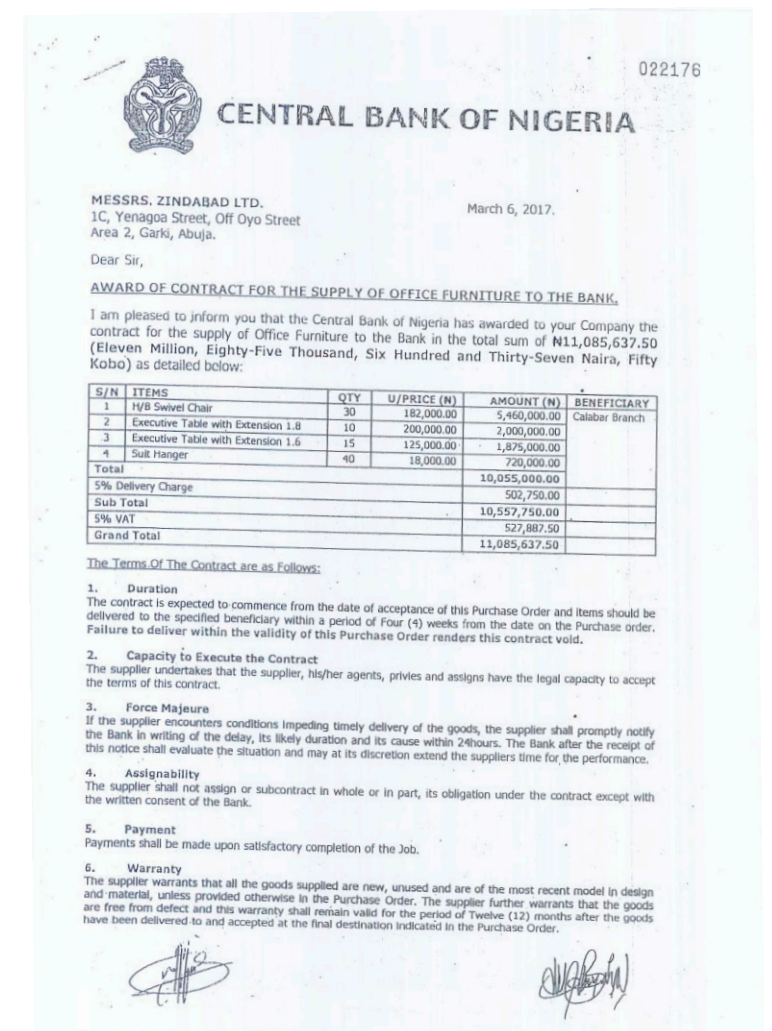 022176
CENTRAL BANK OF NIGERIA
MESSRS. ZINDABAD LTD.
1C, Yenagoa Street, Off Oyo Street
Area 2, Garki, Abuja.
March 6, 2017.
Dear Sir,
AWARD OF CONTRACT FOR THE SUPPLY OF OFFICE FURNITURE TO THE BANK.
I am pleased to inform you that the Central Bank of Nigeria has awarded to your Company the
contract for the supply of Office Furniture to the Bank in the total sum of ₦11,085,637.50
(Eleven Million, Eighty-Five Thousand, Six Hundred and Thirty-Seven Naira, Fifty
Kobo) as detailed below:
S/N ITEMS QTY U/PRICE (N) AMOUNT (N) BENEFICIARY
1 H/B Swivel Chair 30 182,000.00 5,460,000.00 Calabar Branch
2 Executive Table with Extension 1.8 10 200,000.00 2,000,000.00
3 Executive Table with Extension 1.6 15 125,000.00 1,875,000.00
4 Suit Hanger 40 18,000.00 720,000.00
Total 10,055,000.00
5% Delivery Charge 502,750.00
Sub Total 10,557,750.00
5% VAT 527,887.50
Grand Total 11,085,637.50
The Terms Of The Contract are as Follows:
1. Duration
The contract is expected to commence from the date of acceptance of this Purchase Order and items should be
delivered to the specified beneficiary within a period of Four (4) weeks from the date on the Purchase order.
Failure to deliver within the validity of this Purchase Order renders this contract void.
2. Capacity to Execute the Contract
The supplier undertakes that the supplier, his/her agents, privies and assigns have the legal capacity to accept
the terms of this contract.
3. Force Majeure
If the supplier encounters conditions impeding timely delivery of the goods, the supplier shall promptly notify
the Bank in writing of the delay, its likely duration and its cause within 24hours. The Bank after the receipt of
this notice shall evaluate the situation and may at its discretion extend the suppliers time for the performance.
4. Assignability
The supplier shall not assign or subcontract in whole or in part, its obligation under the contract except with
the written consent of the Bank.
5. Payment
Payments shall be made upon satisfactory completion of the Job.
6. Warranty
The supplier warrants that all the goods supplied are new, unused and are of the most recent model in design
and material, unless provided otherwise in the Purchase Order. The supplier further warrants that the goods
are free from defect and this warranty shall remain valid for the period of Twelve (12) months after the goods
have been delivered to and accepted at the final destination indicated in the Purchase Order.